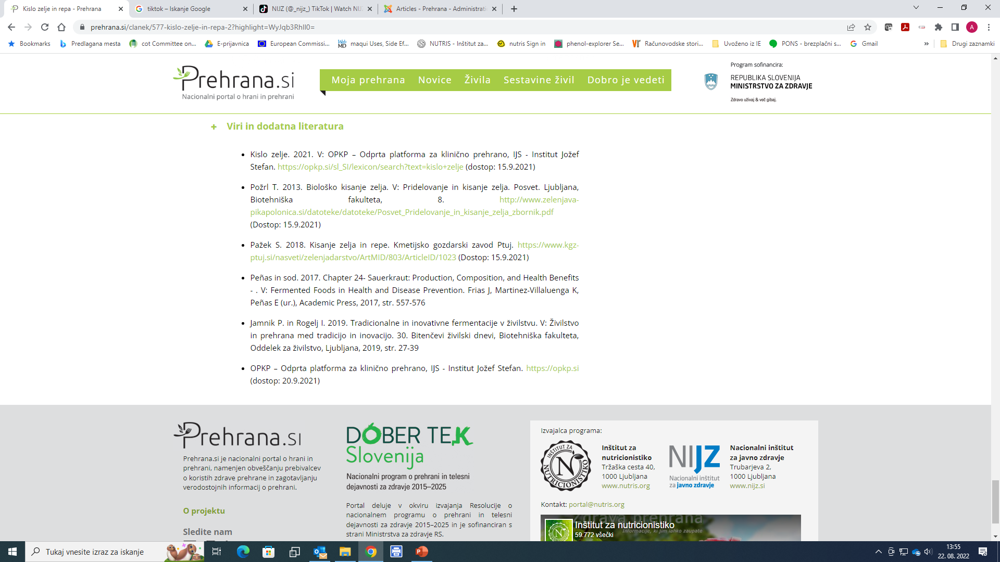 Kislo zelje in repa - Prehrana
tiktok – Iskanje Google
NIJZ (@_nijz_) TikTok | Watch NIJ
Articles - Prehrana - Administrati
prehrana.si/clanek/577-kislo-zelje-in-repa-2?highlight=WyJqb3RhIl0=
A
Bookmarks
Predlagana mesta
cot Committee on...
E-prijavnica
European Commissi...
maqui Uses, Side Ef...
NUTRIS - Inštitut za...
nutris Sign in
phenol-explorer Se...
Računovodske stori...
Uvoženo iz IE
PONS - brezplačni s...
Gmail
»
Drugi zaznamki
Prehrana.si
Nacionalni portal o hrani in prehrani
Moja prehrana Novice Živila Sestavine živil Dobro je vedeti
Program sofinancira:
REPUBLIKA SLOVENIJA
MINISTRSTVO ZA ZDRAVJE
Zdravo uživaj & več gibaj.
+ Viri in dodatna literatura
• Kislo zelje. 2021. V: OPKP – Odprta platforma za klinično prehrano, IJS - Institut Jožef
Stefan. https://opkp.si/sl_SI/lexicon/search?text=kislo+zelje (dostop: 15.9.2021)
• Požrl T. 2013. Biološko kisanje zelja. V: Pridelovanje in kisanje zelja. Posvet. Ljubljana,
Biotehniška fakulteta, 8. http://www.zelenjava-
pikapolonica.si/datoteke/datoteke/Posvet_Pridelovanje_in_kisanje_zelja_zbornik.pdf
(Dostop: 15.9.2021)
• Pažek S. 2018. Kisanje zelja in repe. Kmetijsko gozdarski zavod Ptuj. https://www.kgz-
ptuj.si/nasveti/zelenjadarstvo/ArtMID/803/ArticleID/1023 (Dostop: 15.9.2021)
• Peñas in sod. 2017. Chapter 24- Sauerkraut: Production, Composition, and Health Benefits
- . V: Fermented Foods in Health and Disease Prevention. Frias J, Martinez-Villaluenga K,
Peñas E (ur.), Academic Press, 2017, str. 557-576
• Jamnik P. in Rogelj I. 2019. Tradicionalne in inovativne fermentacije v živilstvu. V: Živilstvo
in prehrana med tradicijo in inovacijo. 30. Bitenčevi živilski dnevi, Biotehniška fakulteta,
Oddelek za živilstvo, Ljubljana, 2019, str. 27-39
• OPKP – Odprta platforma za klinično prehrano, IJS - Institut Jožef Stefan. https://opkp.si
(dostop: 20.9.2021)
Prehrana.si
Prehrana.si je nacionalni portal o hrani in
prehrani, namenjen obveščanju prebivalcev
o koristih zdrave prehrane in zagotavljanju
verodostojnih informacij o prehrani.
O projektu
Sledite nam
DOBER TEK
Slovenija
Nacionalni program o prehrani in telesni
dejavnosti za zdravje 2015–2025
Portal deluje v okviru izvajanja Resolucije o
nacionalnem programu o prehrani in telesni
dejavnosti za zdravje 2015–2025 in je sofinanciran s
strani Ministrstva za zdravje RS.
Izvajalca programa:
INŠTITUT ZA
NUTRICIONISTIKO
N
Inštitut za
nutricionistiko
Tržaška cesta 40,
1000 Ljubljana
www.nutris.org
NIJZ
Nacionalni inštitut
za javno zdravje
Nacionalni inštitut
za javno zdravje
Trubarjeva 2,
1000 Ljubljana
www.nijz.si
Kontakt: portal@nutris.org
Zdrava prehrana
Inštitut za nutricionistiko
Informacije, ki jim lahko zaupate
59.772 všečki
Tukaj vnesite izraz za iskanje
13:55
22. 08. 2022